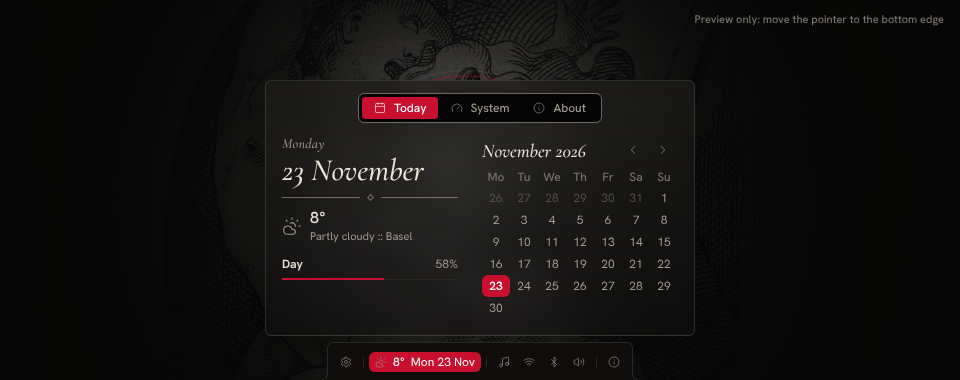 Preview only: move the pointer to the bottom edge
Today System About
Monday
23 November
8°
Partly cloudy :: Basel
Day 58%
November 2026
Mo Tu We Th Fr Sa Su
26 27 28 29 30 31 1
2 3 4 5 6 7 8
9 10 11 12 13 14 15
16 17 18 19 20 21 22
23 24 25 26 27 28 29
30
8° Mon 23 Nov